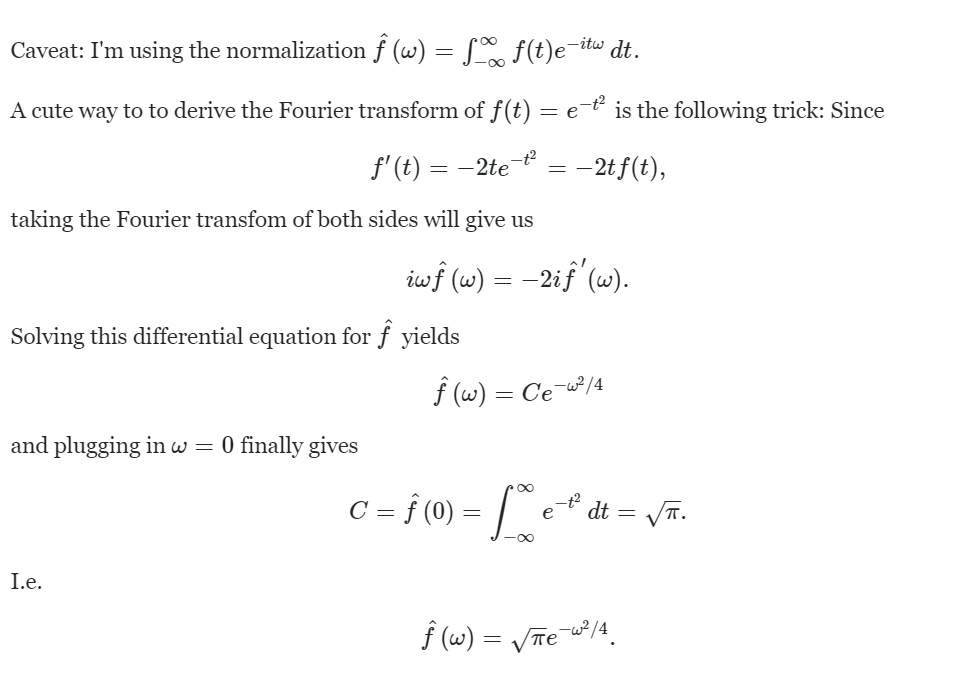 Caveat: I'm using the normalization $\hat{f}(\omega) = \int_{-\infty}^{\infty} f(t)e^{-it\omega}\,dt.$
A cute way to to derive the Fourier transform of $f(t) = e^{-t^2}$ is the following trick: Since
$f'(t) = -2te^{-t^2} = -2tf(t),$
taking the Fourier transfom of both sides will give us
$i\omega\hat{f}(\omega) = -2i\hat{f}'(\omega).$
Solving this differential equation for $\hat{f}$ yields
$\hat{f}(\omega) = Ce^{-\omega^2/4}$
and plugging in $\omega = 0$ finally gives
$C = \hat{f}(0) = \int_{-\infty}^{\infty} e^{-t^2}\,dt = \sqrt{\pi}.$
I.e.
$\hat{f}(\omega) = \sqrt{\pi}e^{-\omega^2/4}.$